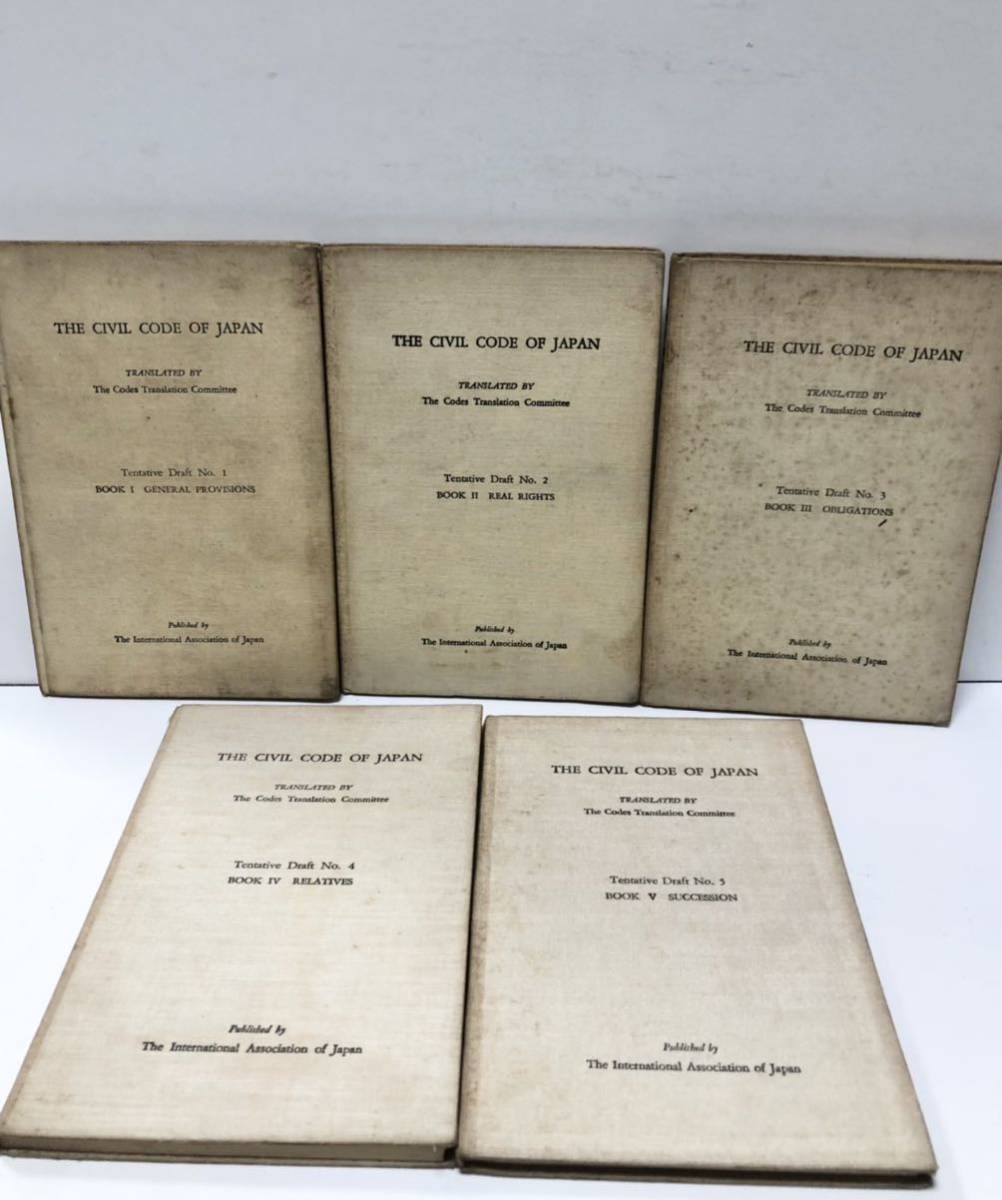 THE CIVIL CODE OF JAPAN
TRANSLATED BY
The Codes Translation Committee
Tentative Draft No. 1
BOOK I GENERAL PROVISIONS
Published by
The International Association of Japan
THE CIVIL CODE OF JAPAN
TRANSLATED BY
The Codes Translation Committee
Tentative Draft No. 2
BOOK II REAL RIGHTS
Published by
The International Association of Japan
THE CIVIL CODE OF JAPAN
TRANSLATED BY
The Codes Translation Committee
Tentative Draft No. 3
BOOK III OBLIGATIONS
Published by
The International Association of Japan
THE CIVIL CODE OF JAPAN
TRANSLATED BY
The Codes Translation Committee
Tentative Draft No. 4
BOOK IV RELATIVES
Published by
The International Association of Japan
THE CIVIL CODE OF JAPAN
TRANSLATED BY
The Codes Translation Committee
Tentative Draft No. 5
BOOK V SUCCESSION
Published by
The International Association of Japan